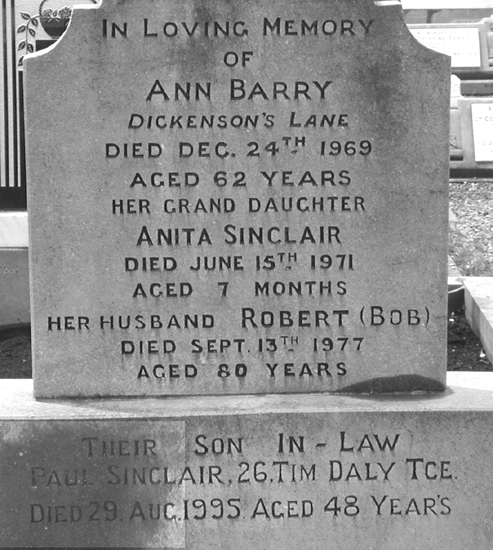 IN LOVING MEMORY
OF
ANN BARRY
DICKENSON'S LANE
DIED DEC. 24TH 1969
AGED 62 YEARS
HER GRAND DAUGHTER
ANITA SINCLAIR
DIED JUNE 15TH 1971
AGED 7 MONTHS
HER HUSBAND ROBERT (BOB)
DIED SEPT. 13TH 1977
AGED 80 YEARS
THEIR SON IN-LAW
PAUL SINCLAIR, 26, TIM DALY TCE.
DIED 29. AUG. 1995. AGED 48 YEAR'S